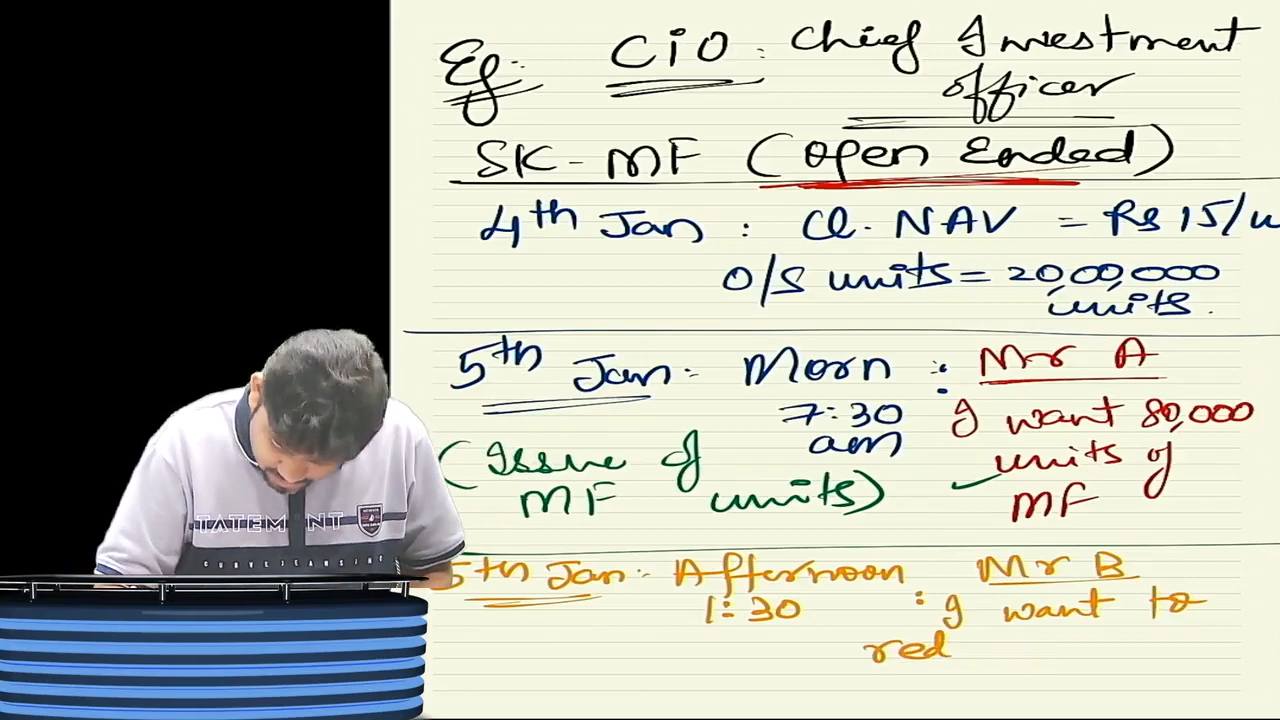 Eg:- CiO : Chief Investment
officer
SK-MF (open Ended)
4th Jan : Cl. NAV = Rs 15/u
O/S units = 20,00,000
units.
5th Jan: Morn : Mr A
7:30 I want 80,000
am units of
MF
(Issue of
MF units)
5th Jan: Afternoon Mr B
1:30 : I want to
red
TATEMENT